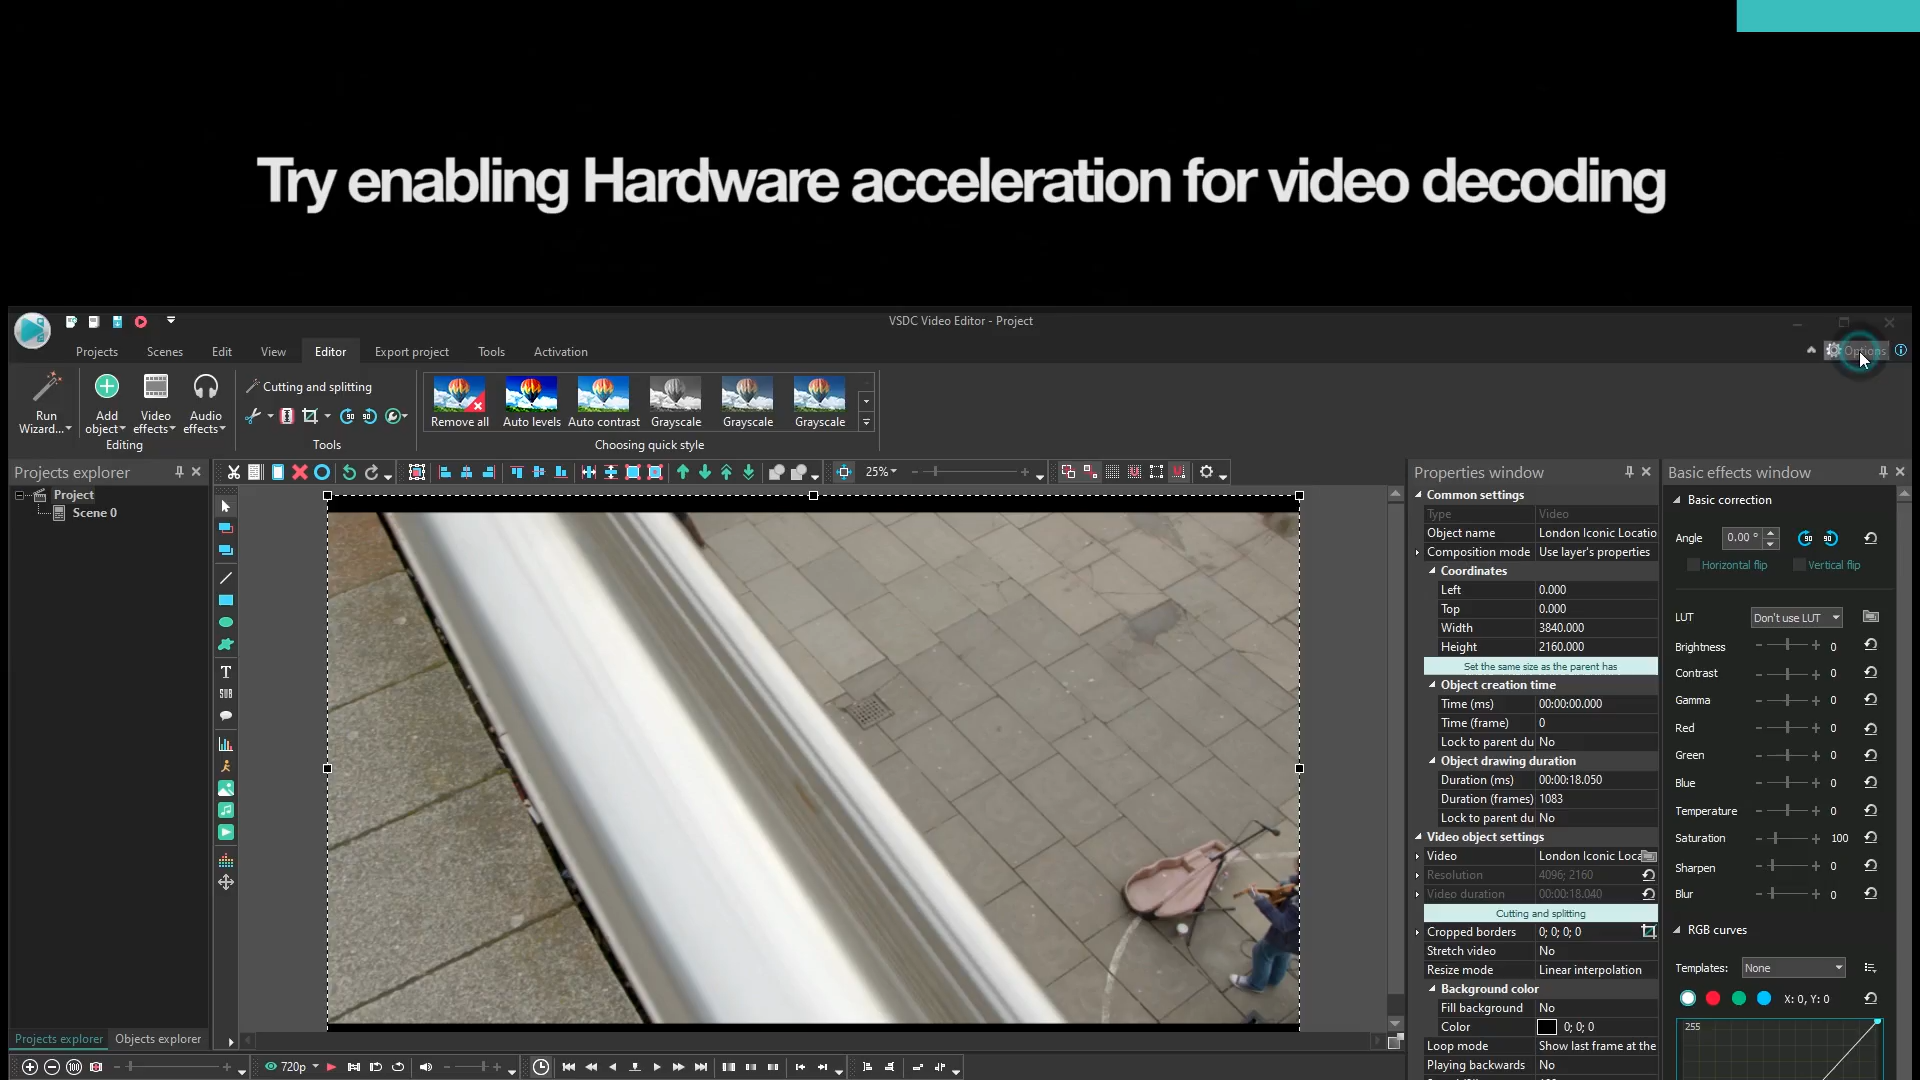 Try enabling Hardware acceleration for video decoding
VSDC Video Editor - Project
Projects Scenes Edit View Editor Export project Tools Activation Options
Run Wizard...
Add object
Video effects
Audio effects
Editing
Cutting and splitting
Tools
Remove all Auto levels Auto contrast Grayscale Grayscale Grayscale
Choosing quick style
Projects explorer
Project
Scene 0
Projects explorer Objects explorer
25%
T
SUB
720p
Properties window
Common settings
Type Video
Object name London Iconic Locatio
Composition mode Use layer's properties
Coordinates
Left 0.000
Top 0.000
Width 3840.000
Height 2160.000
Set the same size as the parent has
Object creation time
Time (ms) 00:00:00.000
Time (frame) 0
Lock to parent du No
Object drawing duration
Duration (ms) 00:00:18.050
Duration (frames) 1083
Lock to parent du No
Video object settings
Video London Iconic Loca
Resolution 4096; 2160
Video duration 00:00:18.040
Cutting and splitting
Cropped borders 0; 0; 0; 0
Stretch video No
Resize mode Linear interpolation
Background color
Fill background No
Color 0; 0; 0
Loop mode Show last frame at the
Playing backwards No
Basic effects window
Basic correction
Angle 0.00 ° 90 90
Horizontal flip Vertical flip
LUT Don't use LUT
Brightness 0
Contrast 0
Gamma 0
Red 0
Green 0
Blue 0
Temperature 0
Saturation 100
Sharpen 0
Blur 0
RGB curves
Templates: None
X: 0, Y: 0
255